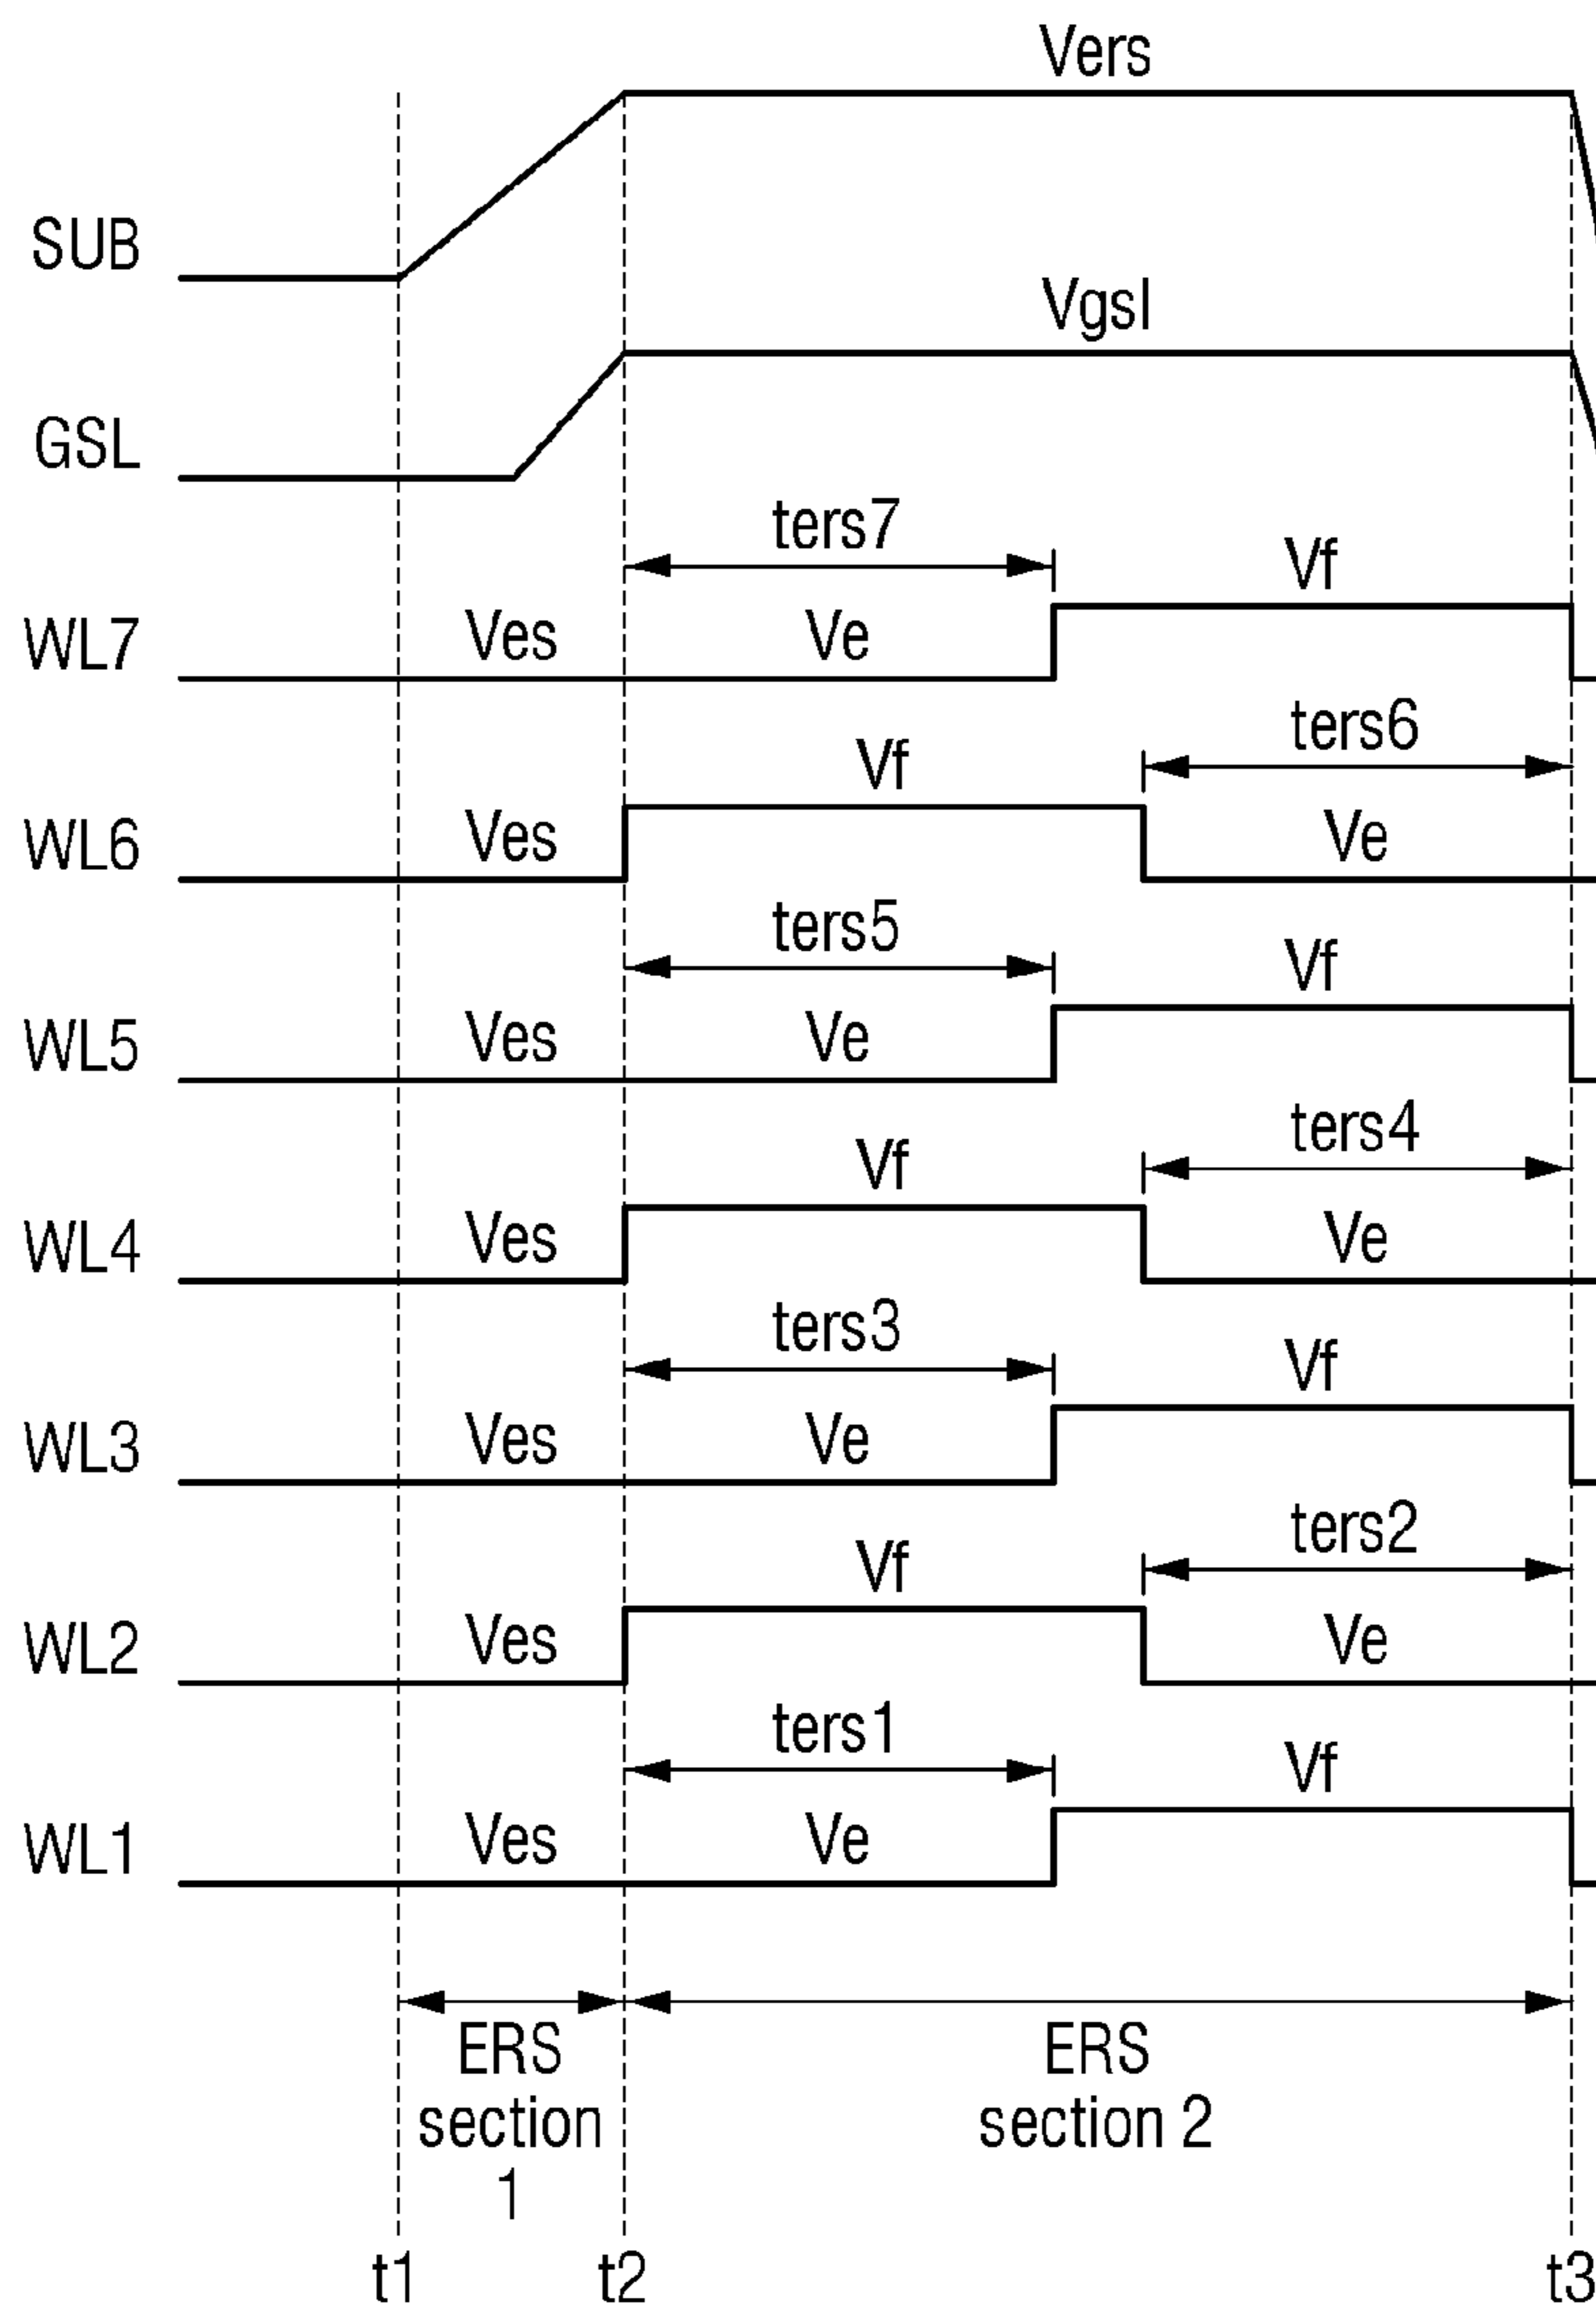 Vers
SUB
Vgsl
GSL
ters7
Vf
WL7 Ves Ve
ters6
Vf
WL6 Ves Ve
ters5
Vf
WL5 Ves Ve
ters4
Vf
WL4 Ves Ve
ters3
Vf
WL3 Ves Ve
ters2
Vf
WL2 Ves Ve
ters1
Vf
WL1 Ves Ve
ERS
section
1
ERS
section 2
t1 t2 t3